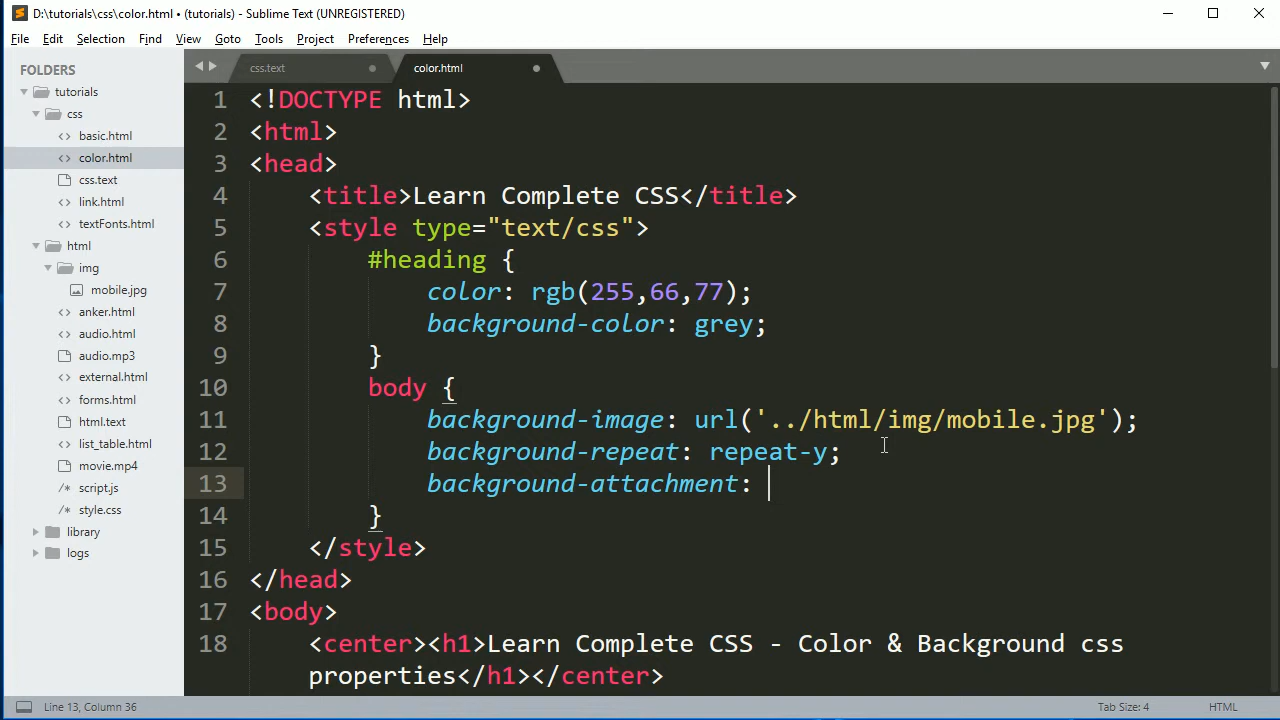 D:\tutorials\css\color.html • (tutorials) - Sublime Text (UNREGISTERED)
File Edit Selection Find View Goto Tools Project Preferences Help
FOLDERS
tutorials
css
basic.html
color.html
css.text
link.html
textFonts.html
html
img
mobile.jpg
anker.html
audio.html
audio.mp3
external.html
forms.html
html.text
list_table.html
movie.mp4
script.js
style.css
library
logs
css.text color.html
1 <!DOCTYPE html>
2 <html>
3 <head>
4 <title>Learn Complete CSS</title>
5 <style type="text/css">
6 #heading {
7 color: rgb(255,66,77);
8 background-color: grey;
9 }
10 body {
11 background-image: url('../html/img/mobile.jpg');
12 background-repeat: repeat-y;
13 background-attachment:
14 }
15 </style>
16 </head>
17 <body>
18 <center><h1>Learn Complete CSS - Color & Background css
properties</h1></center>
Line 13, Column 36 Tab Size: 4 HTML